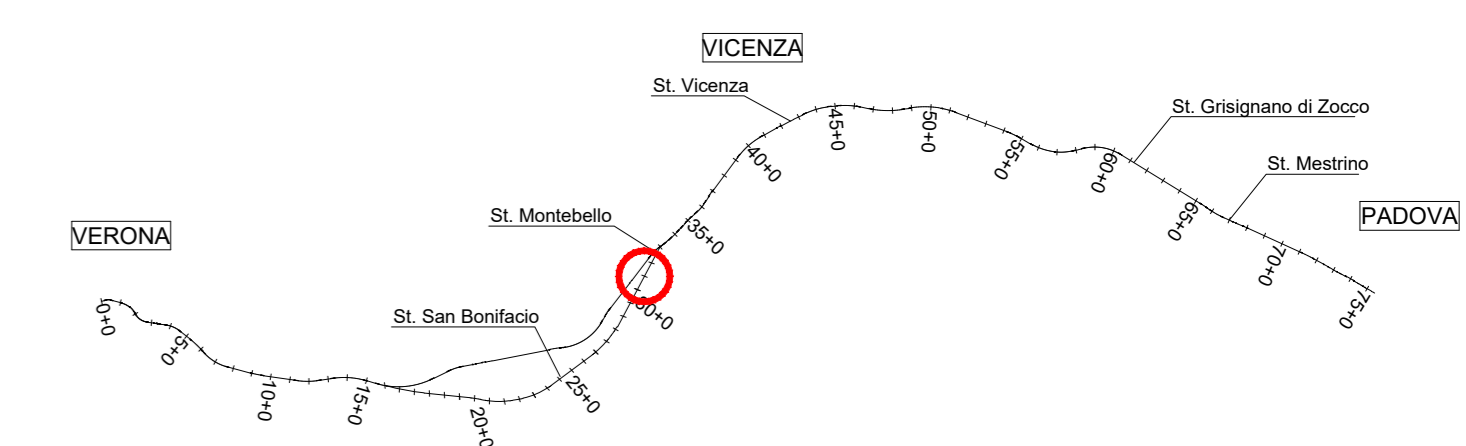 VICENZA
St. Vicenza
St. Grisignano di Zocco
St. Mestrino
PADOVA
St. Montebello
VERONA
St. San Bonifacio
0+0
5+0
10+0
15+0
20+0
25+0
30+0
35+0
40+0
45+0
50+0
55+0
60+0
65+0
70+0
75+0